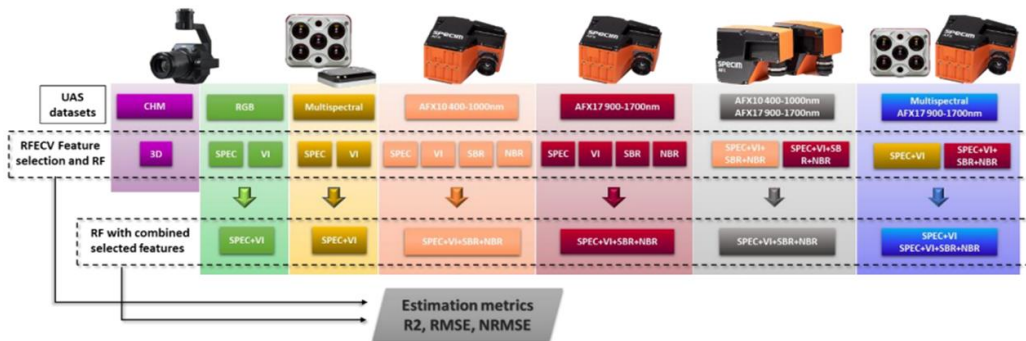 SPECIM
SPECIM
SPECIM
SPECIM
UAS
datasets
CHM
RGB
Multispectral
AFX10 400-1000nm
AFX17 900-1700nm
AFX10 400-1000nm
AFX17 900-1700nm
Multispectral
AFX17 900-1700nm
RFECV Feature
selection and RF
3D
SPEC
VI
SPEC
VI
SPEC
VI
SBR
NBR
SPEC
VI
SBR
NBR
SPEC+VI+
SBR+NBR
SPEC+VI+SB
R+NBR
SPEC+VI
SPEC+VI+
SBR+NBR
RF with combined
selected features
SPEC+VI
SPEC+VI
SPEC+VI+SBR+NBR
SPEC+VI+SBR+NBR
SPEC+VI+SBR+NBR
SPEC+VI
SPEC+VI+SBR+NBR
Estimation metrics
R2, RMSE, NRMSE